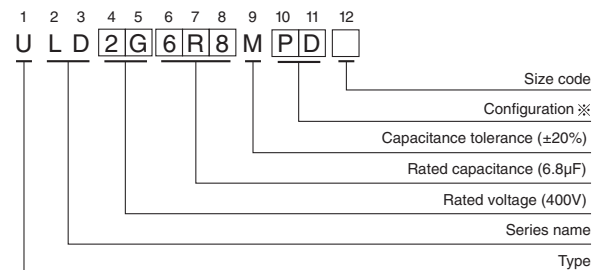 1 2 3 4 5 6 7 8 9 10 11 12
U L D 2 G 6 R 8 M P D
Size code
Configuration ※
Capacitance tolerance (±20%)
Rated capacitance (6.8µF)
Rated voltage (400V)
Series name
Type